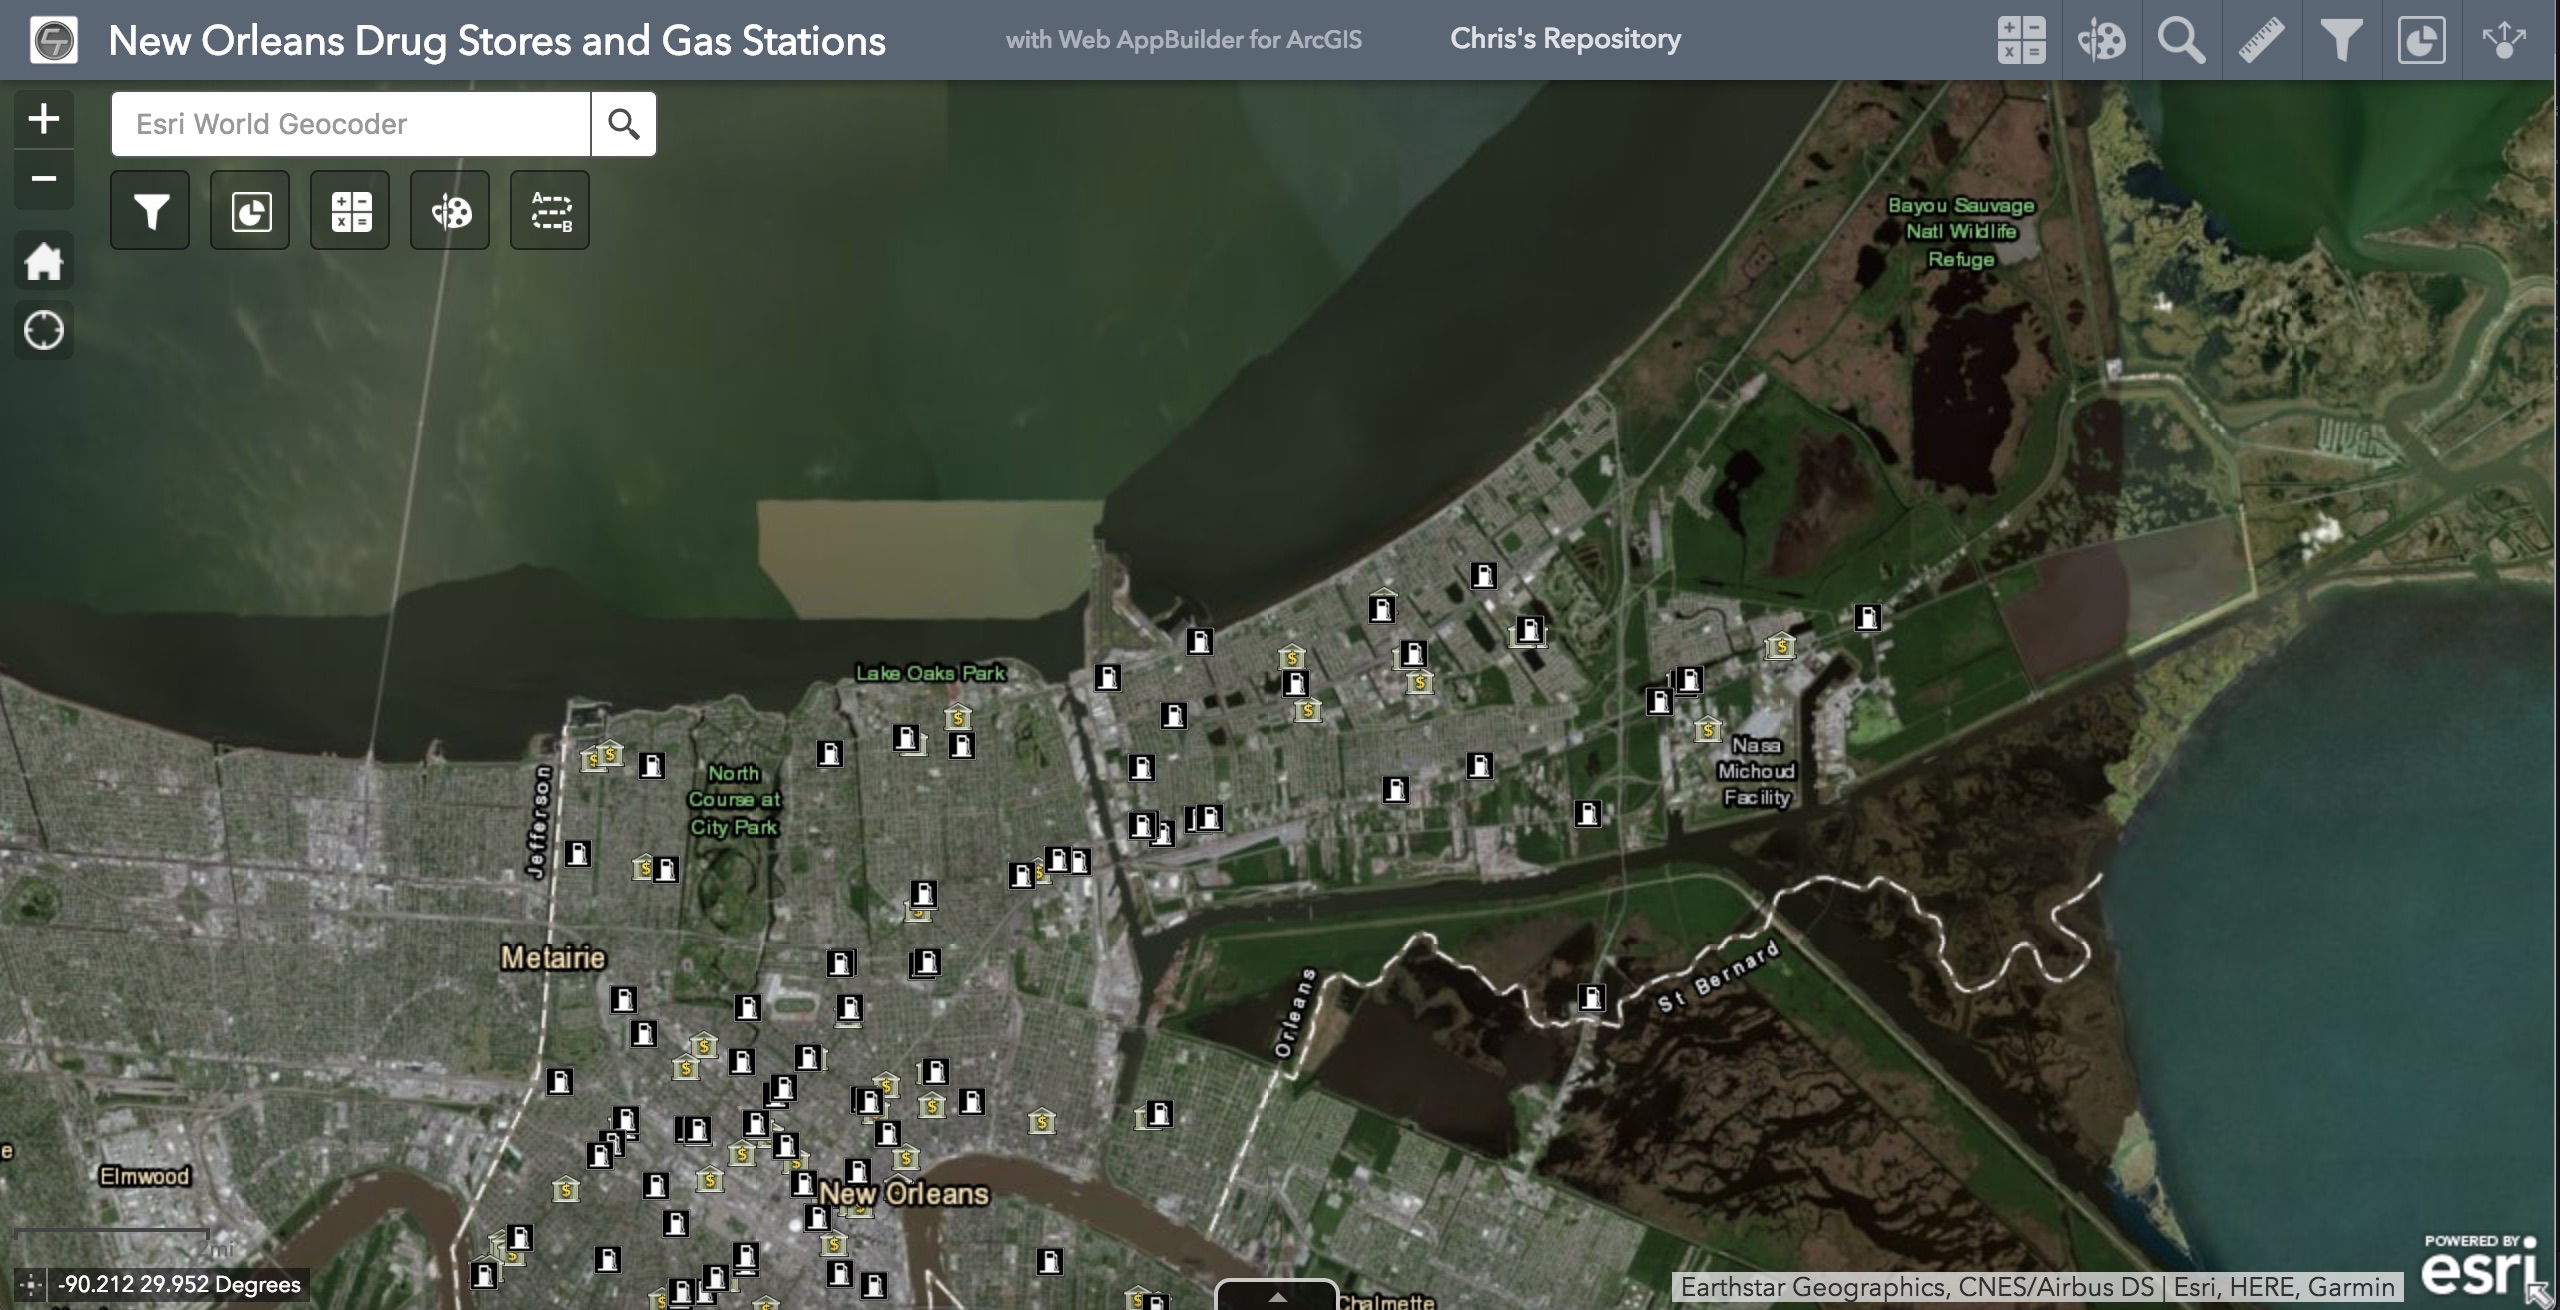 New Orleans Drug Stores and Gas Stations
with Web AppBuilder for ArcGIS
Chris's Repository
Esri World Geocoder
Bayou Sauvage
Natl Wildlife
Refuge
Lake Oaks Park
North
Course at
City Park
Jefferson
Nasa
Michoud
Facility
Metairie
Orleans
St Bernard
Elmwood
New Orleans
2mi
-90.212 29.952 Degrees
Chalmette
POWERED BY
esri
Earthstar Geographics, CNES/Airbus DS | Esri, HERE, Garmin